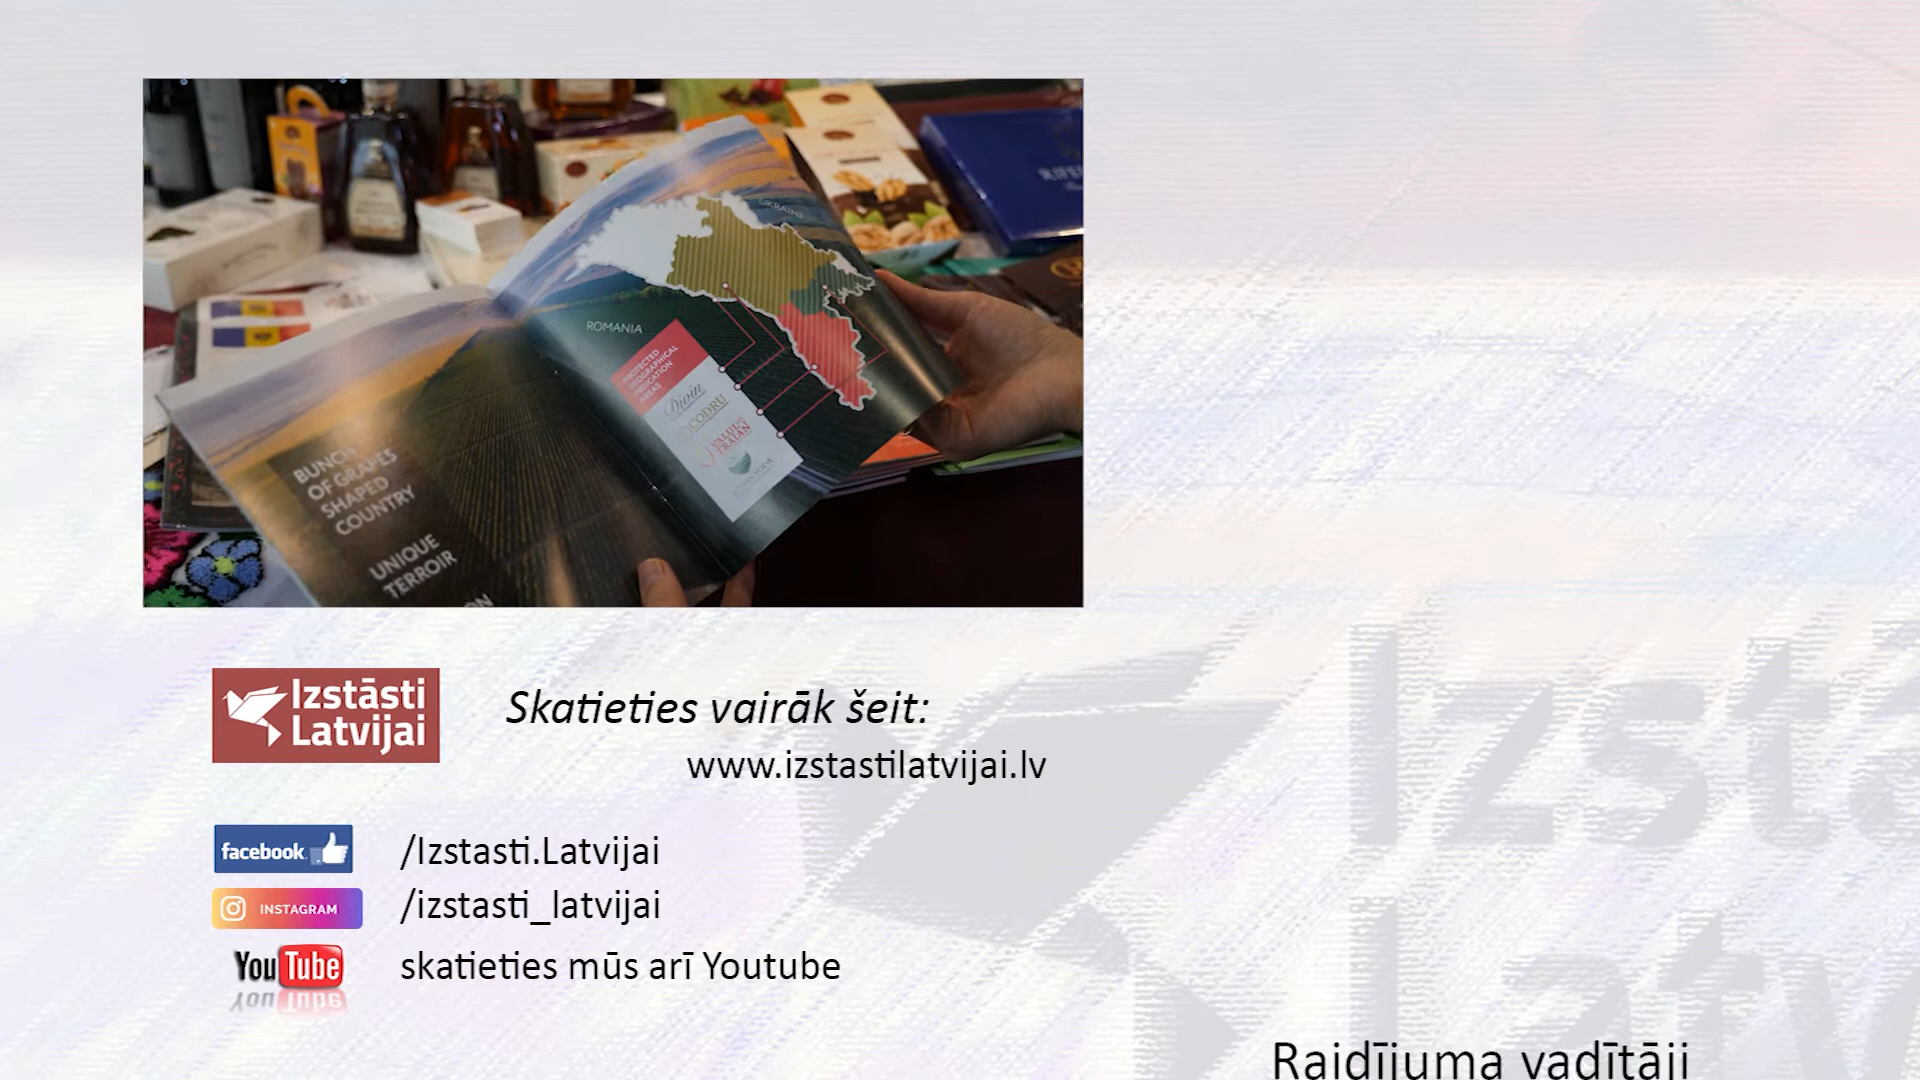 UKRAINE
ROMANIA
PROTECTED
GEOGRAPHICAL
INDICATION
AREAS
Divin
CODRU
VALUL LUI
TRAIAN
BUNCH
OF GRAPES
SHAPED
COUNTRY
UNIQUE
TERROIR
Izstāsti
Latvijai
Skatieties vairāk šeit:
www.izstastilatvijai.lv
facebook
/Izstasti.Latvijai
INSTAGRAM
/izstasti_latvijai
YouTube
skatieties mūs arī Youtube
Raidījuma vadītāji